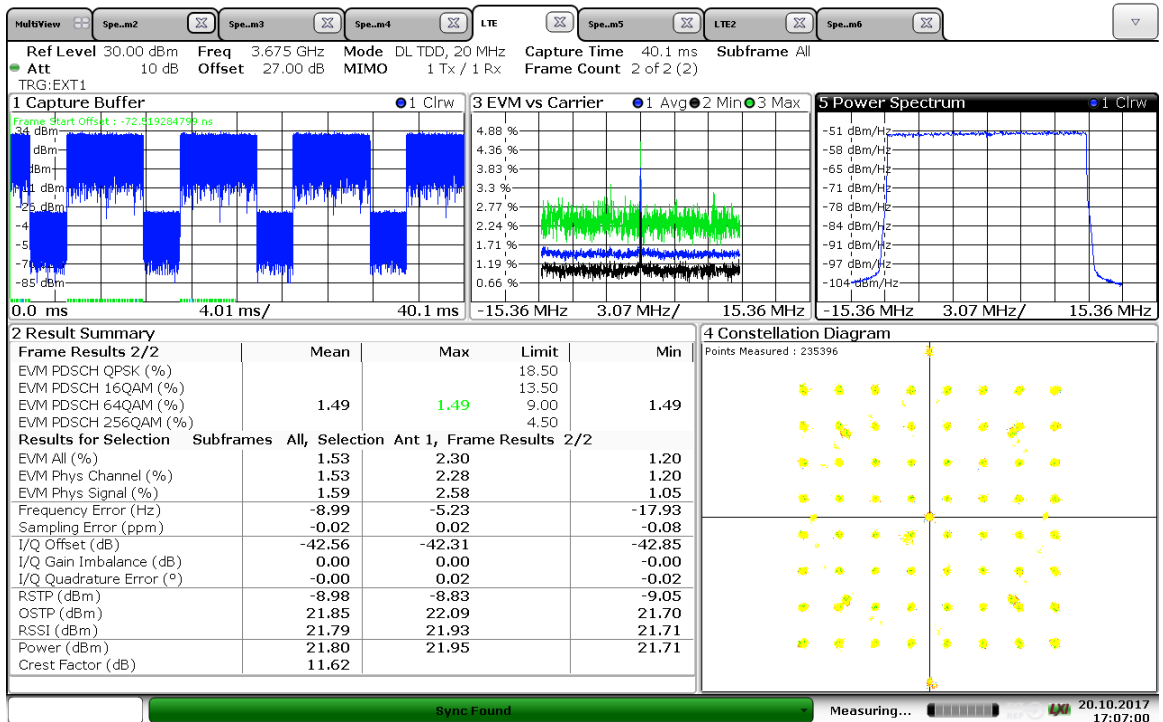 MultiView Spe..m2 Spe..m3 Spe..m4 LTE Spe..m5 LTE2 Spe..m6
Ref Level 30.00 dBm Freq 3.675 GHz Mode DL TDD, 20 MHz Capture Time 40.1 ms Subframe All
Att 10 dB Offset 27.00 dB MIMO 1 Tx / 1 Rx Frame Count 2 of 2 (2)
TRG:EXT1
1 Capture Buffer 1 Clrw
Frame Start Offset : -72.519284799 ns
34 dBm
dBm
-25 dBm
-85 dBm
0.0 ms 4.01 ms/ 40.1 ms
3 EVM vs Carrier 1 Avg 2 Min 3 Max
4.88 %
4.36 %
3.83 %
3.3 %
2.77 %
2.24 %
1.71 %
1.19 %
0.66 %
-15.36 MHz 3.07 MHz/ 15.36 MHz
5 Power Spectrum 1 Clrw
-51 dBm/Hz
-58 dBm/Hz
-65 dBm/Hz
-71 dBm/Hz
-78 dBm/Hz
-84 dBm/Hz
-91 dBm/Hz
-97 dBm/Hz
-104 dBm/Hz
-15.36 MHz 3.07 MHz/ 15.36 MHz
2 Result Summary
Frame Results 2/2 Mean Max Limit Min
EVM PDSCH QPSK (%) 18.50
EVM PDSCH 16QAM (%) 13.50
EVM PDSCH 64QAM (%) 1.49 1.49 9.00 1.49
EVM PDSCH 256QAM (%) 4.50
Results for Selection Subframes All, Selection Ant 1, Frame Results 2/2
EVM All (%) 1.53 2.30 1.20
EVM Phys Channel (%) 1.53 2.28 1.20
EVM Phys Signal (%) 1.59 2.58 1.05
Frequency Error (Hz) -8.99 -5.23 -17.93
Sampling Error (ppm) -0.02 0.02 -0.08
I/Q Offset (dB) -42.56 -42.31 -42.85
I/Q Gain Imbalance (dB) 0.00 0.00 -0.00
I/Q Quadrature Error (°) -0.00 0.02 -0.02
RSTP (dBm) -8.98 -8.83 -9.05
OSTP (dBm) 21.85 22.09 21.70
RSSI (dBm) 21.79 21.93 21.71
Power (dBm) 21.80 21.95 21.71
Crest Factor (dB) 11.62
4 Constellation Diagram
Points Measured : 235396
Sync Found
Measuring...
LXI
20.10.2017
17:07:00